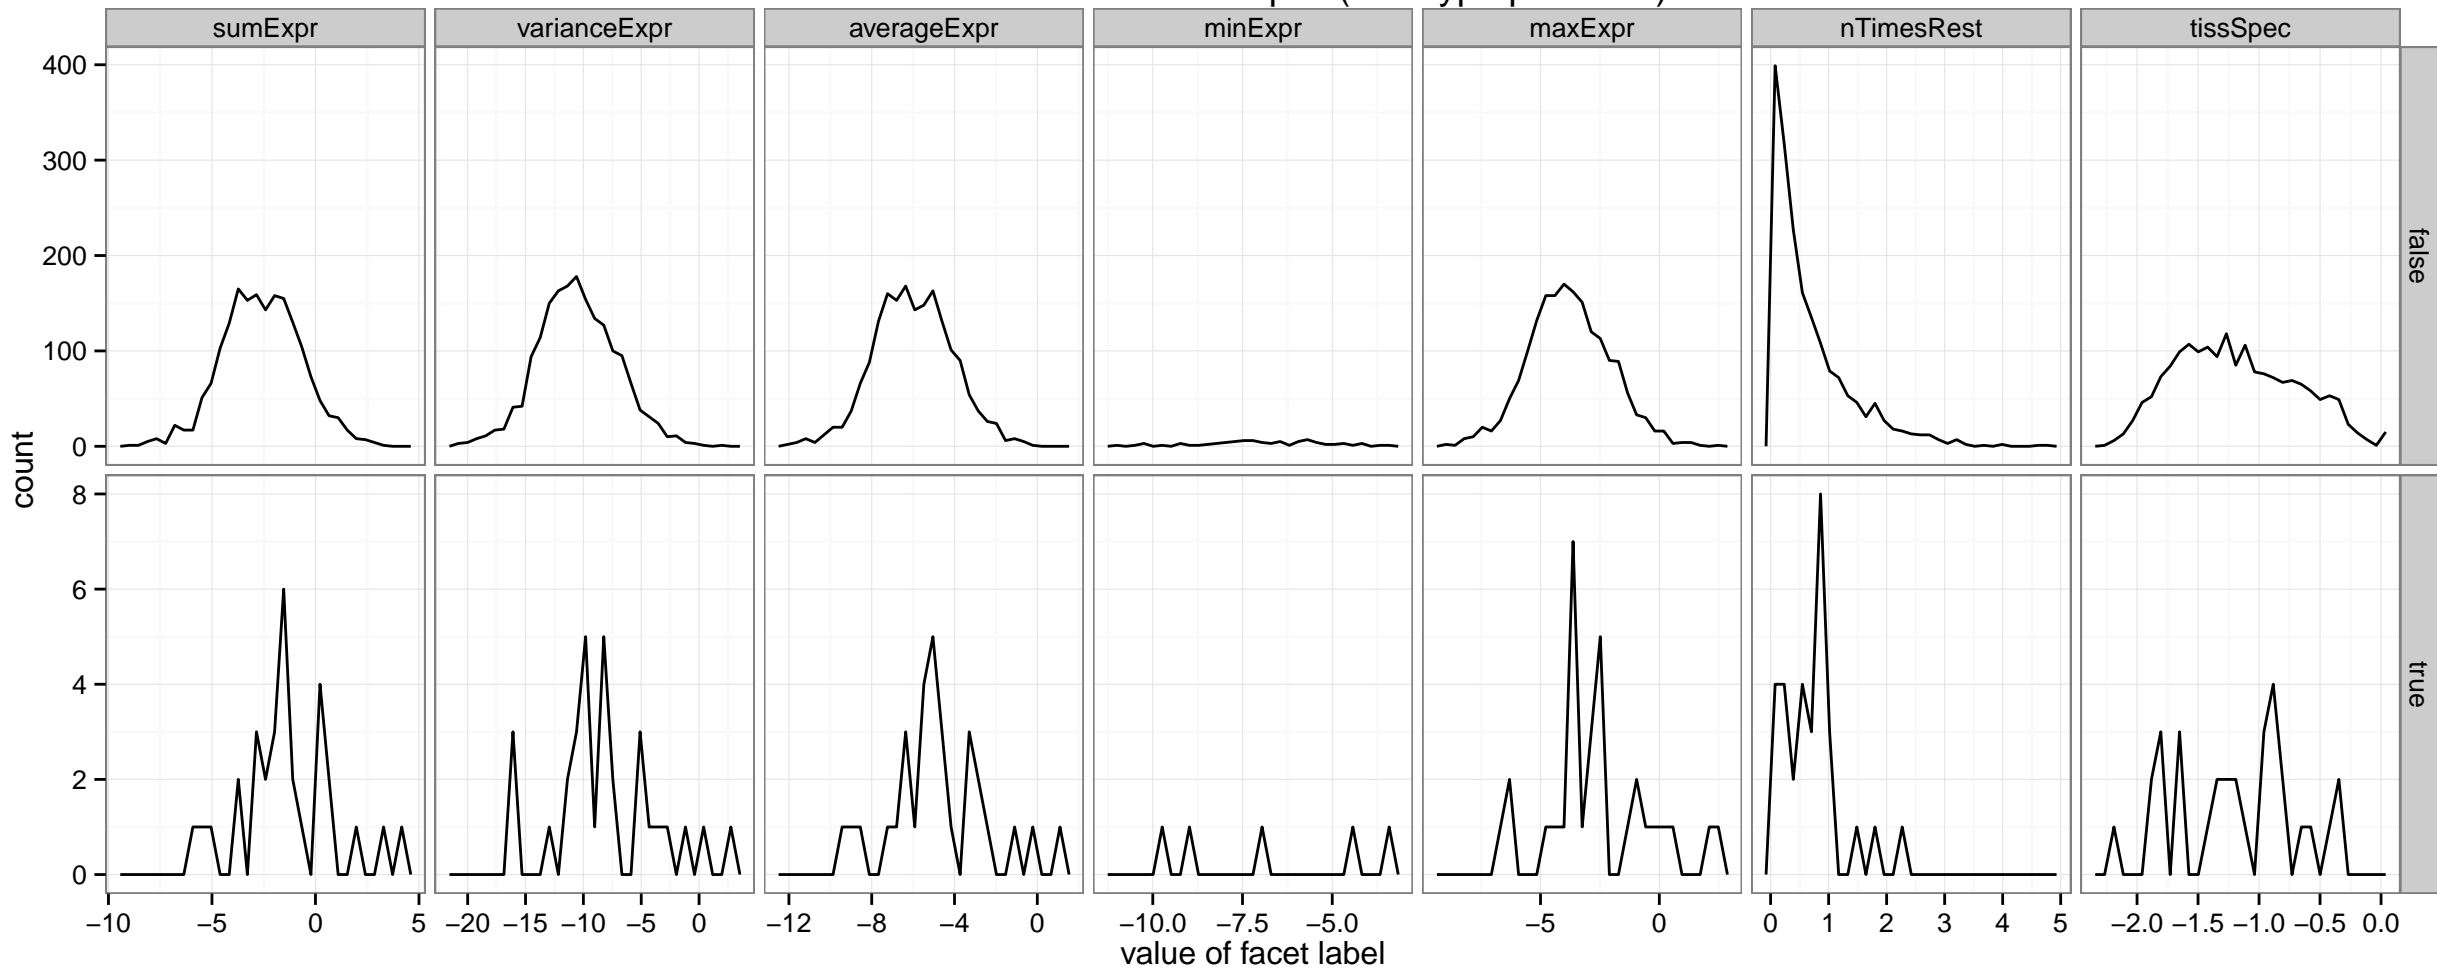 sumExpr varianceExpr averageExpr minExpr maxExpr nTimesRest tissSpec
400
300
200
100
0
false
8
6
4
2
0
true
count
−10 −5 0 5 −20 −15 −10 −5 0 −12 −8 −4 0 −10.0 −7.5 −5.0 −5 0 0 1 2 3 4 5 −2.0 −1.5 −1.0 −0.5 0.0
value of facet label